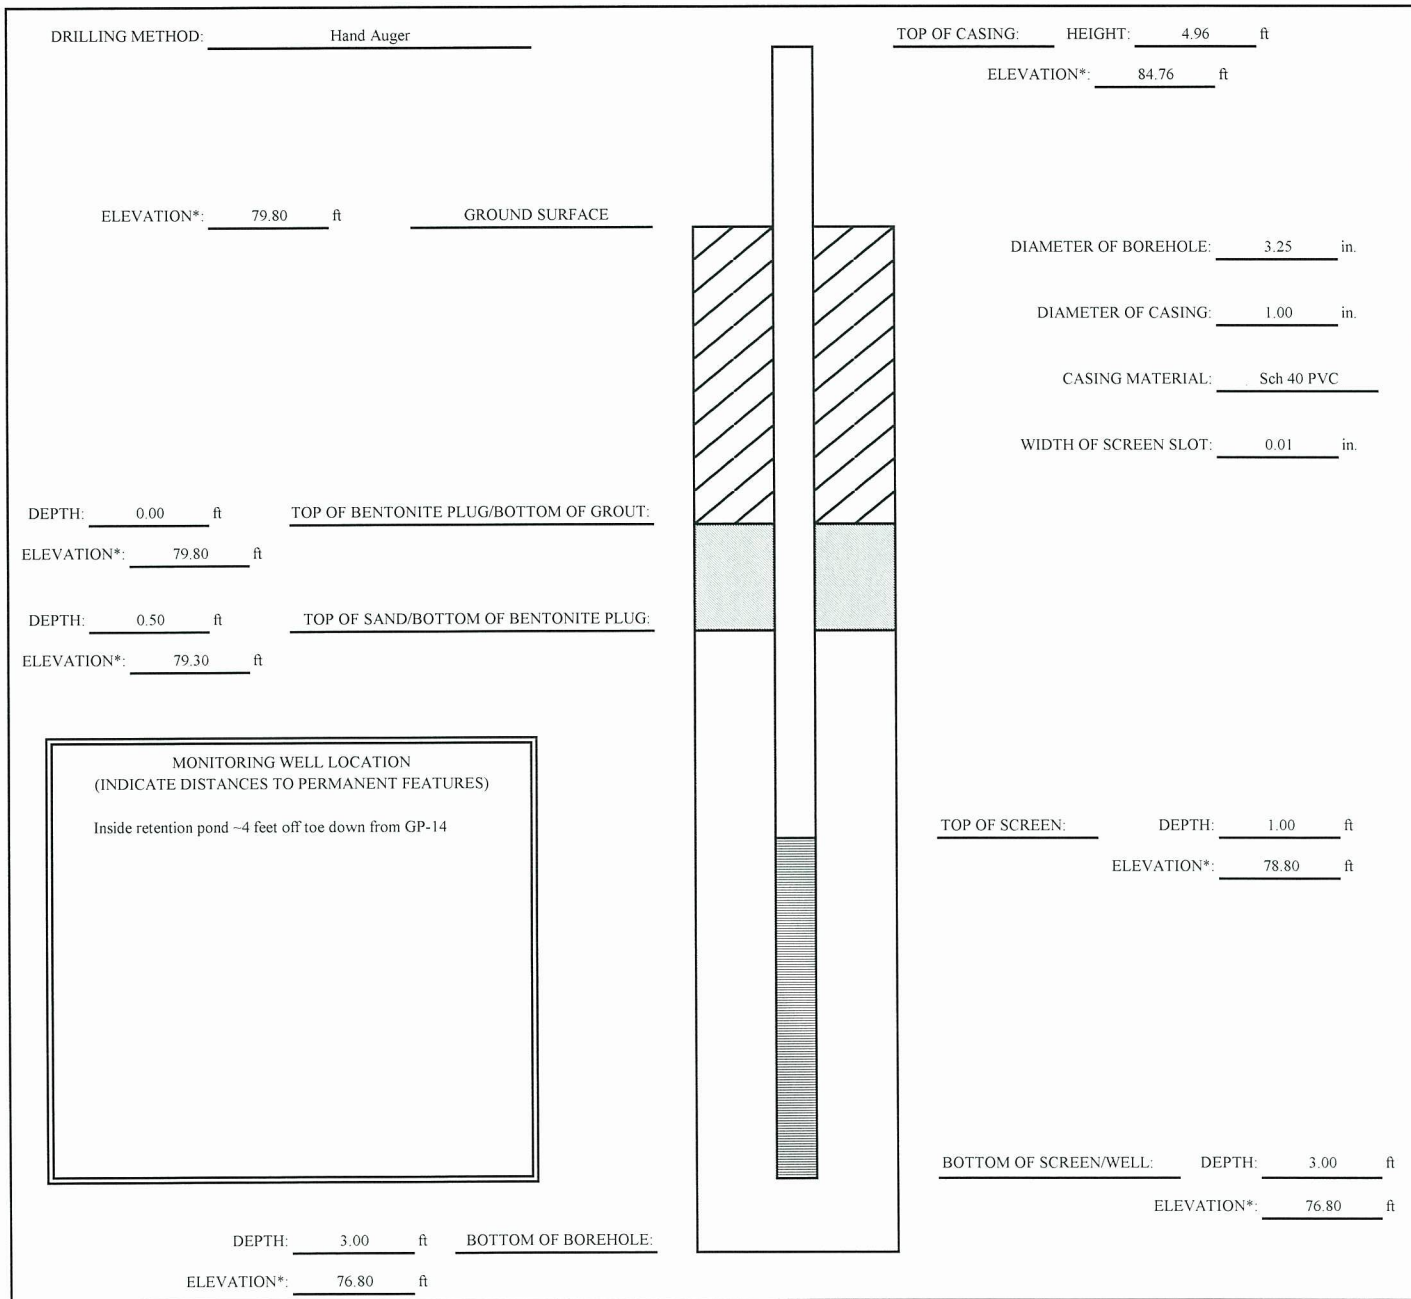 DRILLING METHOD: Hand Auger
TOP OF CASING: HEIGHT: 4.96 ft
ELEVATION*: 84.76 ft
ELEVATION*: 79.80 ft GROUND SURFACE
DIAMETER OF BOREHOLE: 3.25 in.
DIAMETER OF CASING: 1.00 in.
CASING MATERIAL: Sch 40 PVC
WIDTH OF SCREEN SLOT: 0.01 in.
DEPTH: 0.00 ft TOP OF BENTONITE PLUG/BOTTOM OF GROUT:
ELEVATION*: 79.80 ft
DEPTH: 0.50 ft TOP OF SAND/BOTTOM OF BENTONITE PLUG:
ELEVATION*: 79.30 ft
MONITORING WELL LOCATION
(INDICATE DISTANCES TO PERMANENT FEATURES)
Inside retention pond ~4 feet off toe down from GP-14
TOP OF SCREEN: DEPTH: 1.00 ft
ELEVATION*: 78.80 ft
BOTTOM OF SCREEN/WELL: DEPTH: 3.00 ft
ELEVATION*: 76.80 ft
DEPTH: 3.00 ft BOTTOM OF BOREHOLE:
ELEVATION*: 76.80 ft